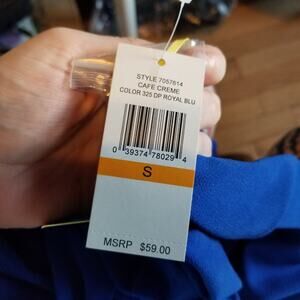 STYLE 7057614
CAFE CREME
COLOR 325 DP ROYAL BLU
0 39374 78029 4
S
MSRP $59.00